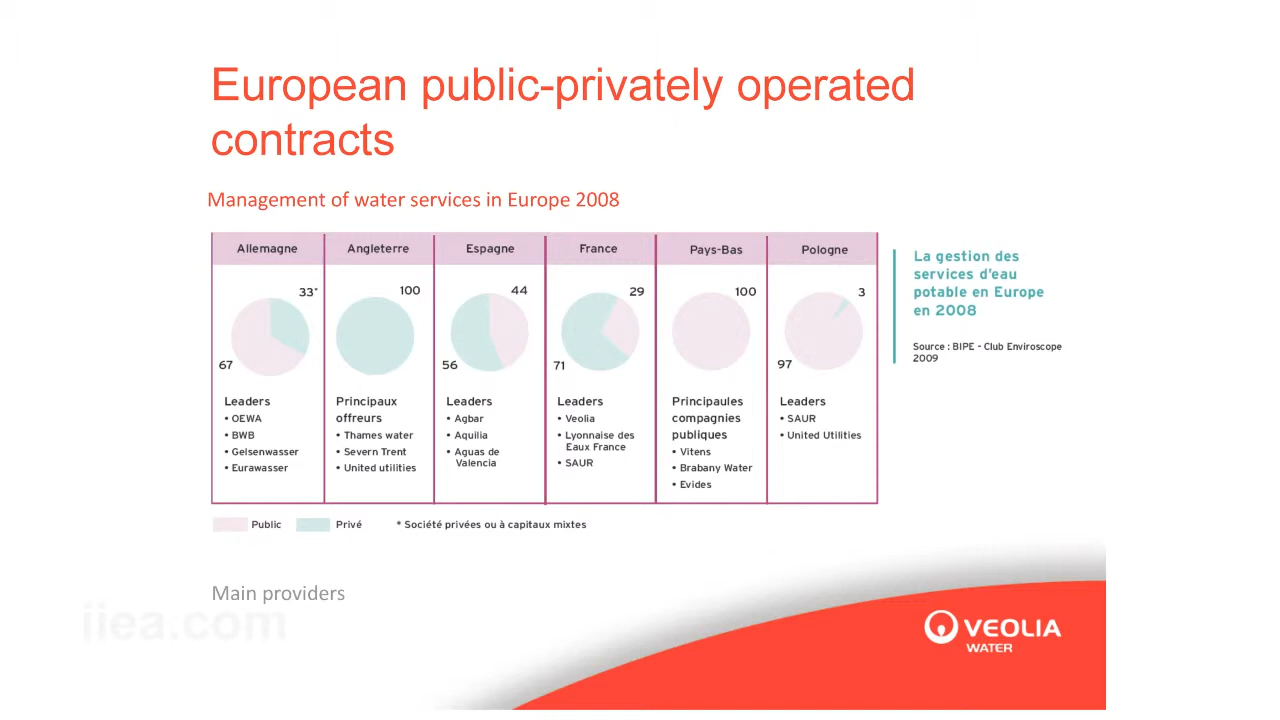 European public-privately operated
contracts
Management of water services in Europe 2008
Allemagne
33*
67
Leaders
• OEWA
• BWB
• Gelsenwasser
• Eurawasser
Angleterre
100
Principaux
offreurs
• Thames water
• Severn Trent
• United utilities
Espagne
44
56
Leaders
• Agbar
• Aquilia
• Aguas de
Valencia
France
29
71
Leaders
• Veolia
• Lyonnaise des
Eaux France
• SAUR
Pays-Bas
100
Principaules
compagnies
publiques
• Vitens
• Brabany Water
• Evides
Pologne
3
97
Leaders
• SAUR
• United Utilities
La gestion des
services d'eau
potable en Europe
en 2008
Source : BIPE - Club Enviroscope
2009
Public
Privé
* Société privées ou à capitaux mixtes
Main providers
iiea.com
VEOLIA
WATER